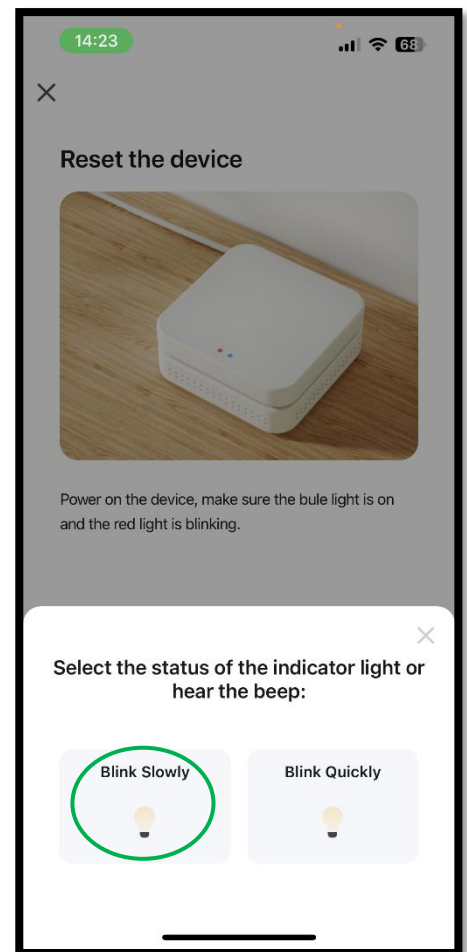 14:23
68
Reset the device
Power on the device, make sure the bule light is on
and the red light is blinking.
Select the status of the indicator light or
hear the beep:
Blink Slowly
Blink Quickly